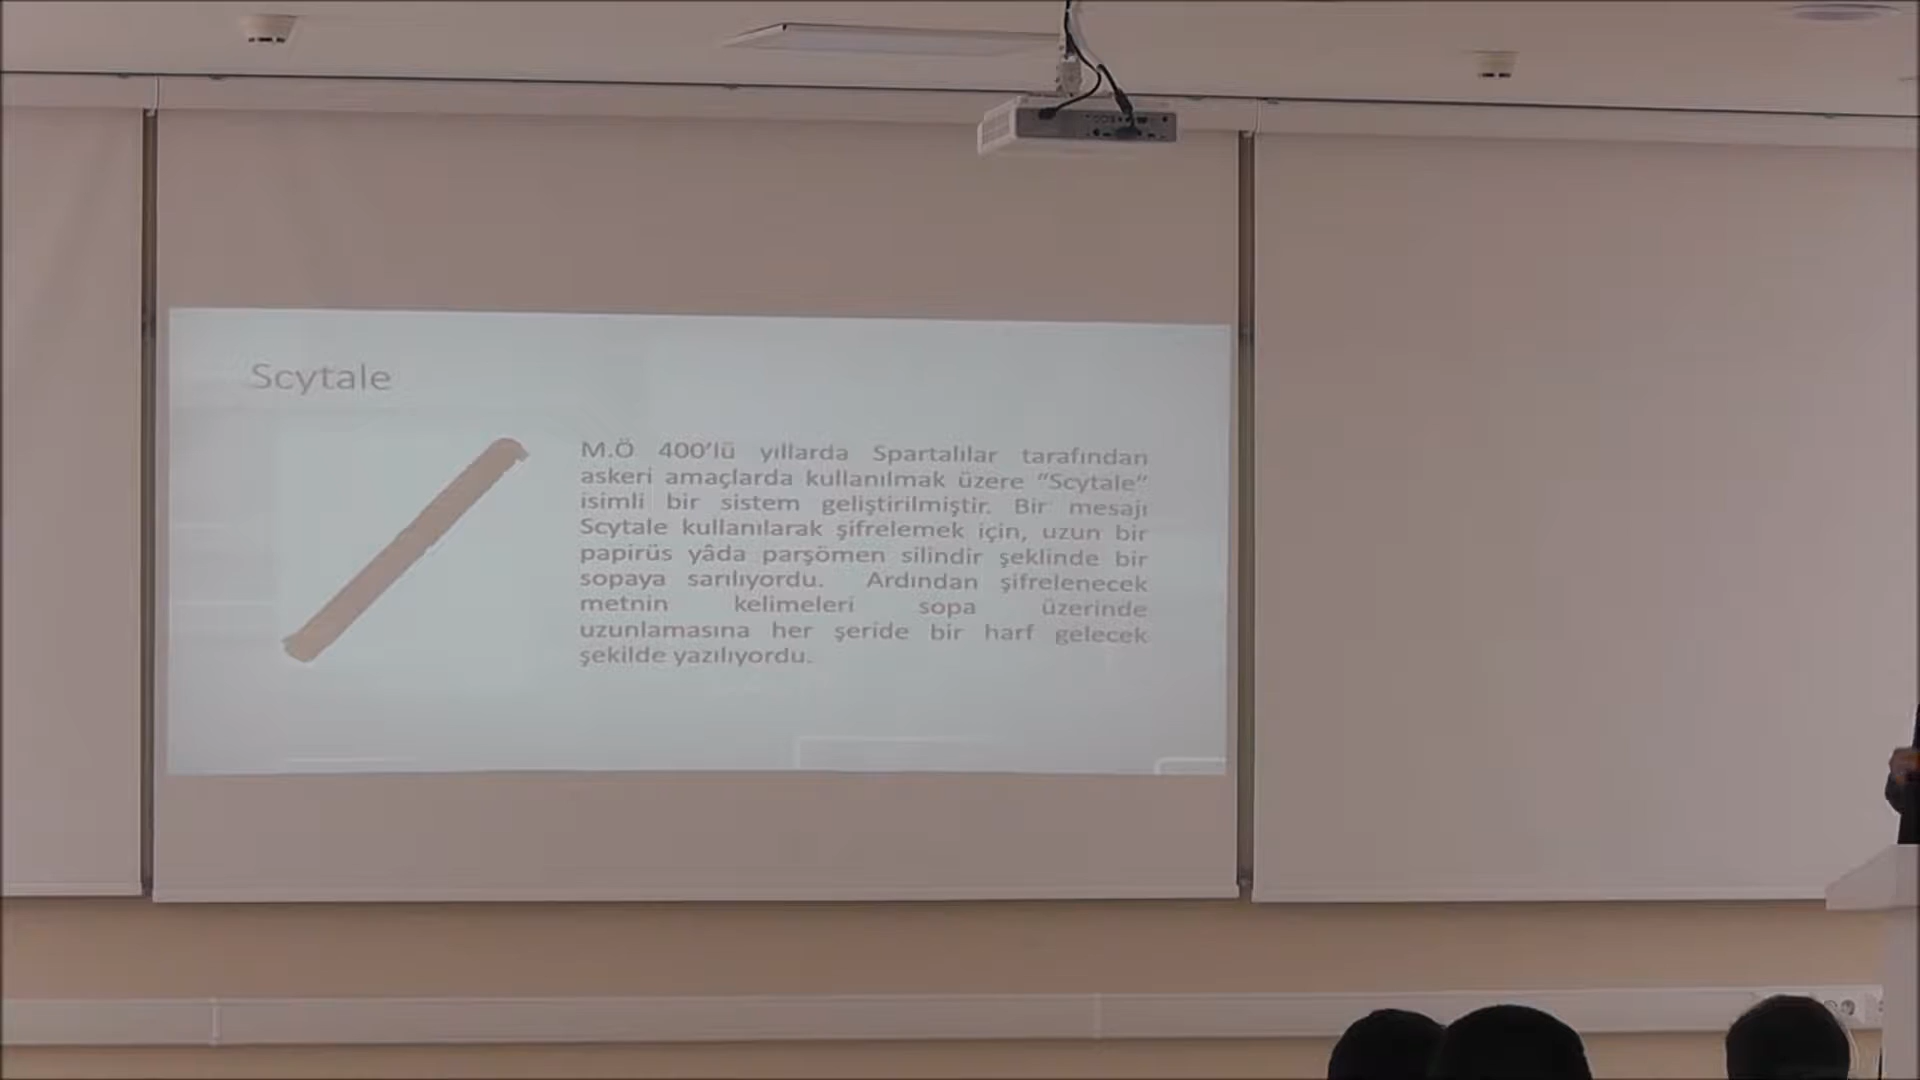 Scytale
M.Ö 400'lü yıllarda Spartalılar tarafından
askeri amaçlarda kullanılmak üzere "Scytale"
isimli bir sistem geliştirilmiştir. Bir mesajı
Scytale kullanılarak şifrelemek için, uzun bir
papirüs yâda parşömen silindir şeklinde bir
sopaya sarılıyordu. Ardından şifrelenecek
metnin kelimeleri sopa üzerinde
uzunlamasına her şeride bir harf gelecek
şekilde yazılıyordu.